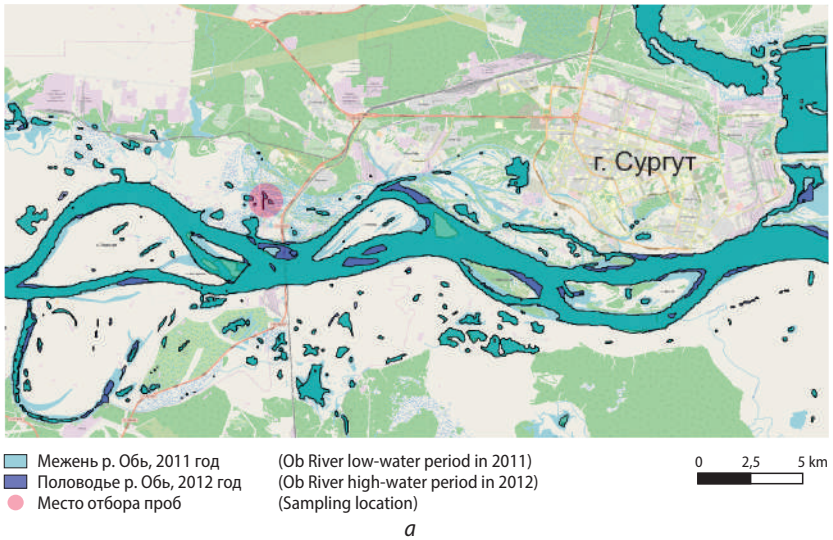 г. Сургут
Межень р. Обь, 2011 год (Ob River low-water period in 2011)
Половодье р. Обь, 2012 год (Ob River high-water period in 2012)
Место отбора проб (Sampling location)
0 2,5 5 km
а